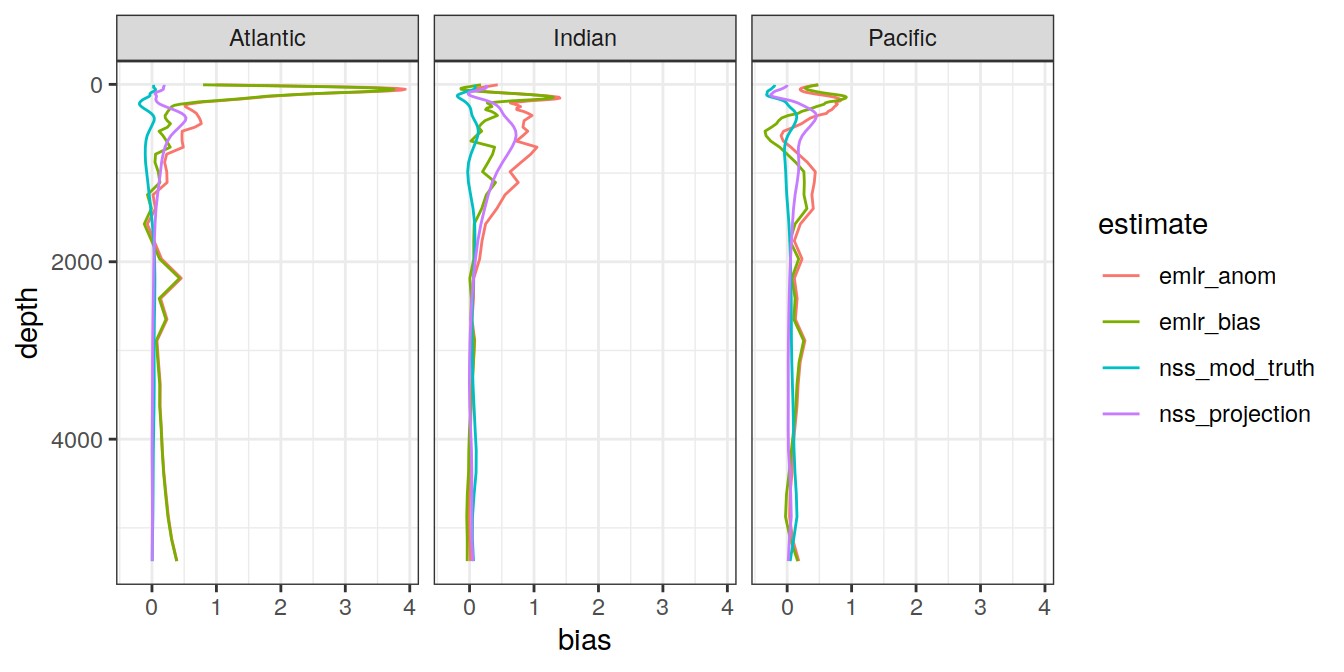 Atlantic Indian Pacific
0
2000
4000
depth
0 1 2 3 4 0 1 2 3 4 0 1 2 3 4
bias
estimate
emlr_anom
emlr_bias
nss_mod_truth
nss_projection